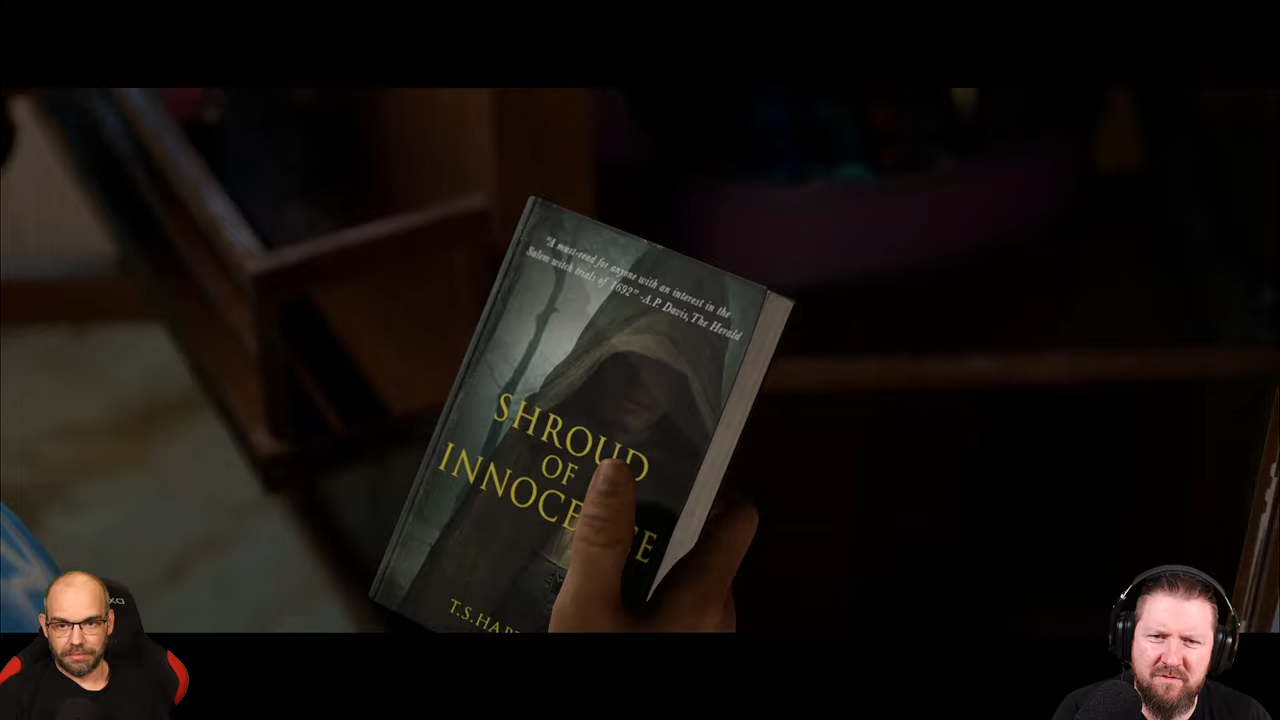 "A must-read for anyone with an interest in the
Salem witch trials of 1692" -A.P. Davis, The Herald
SHROUD
OF
INNOCE E
T.S.